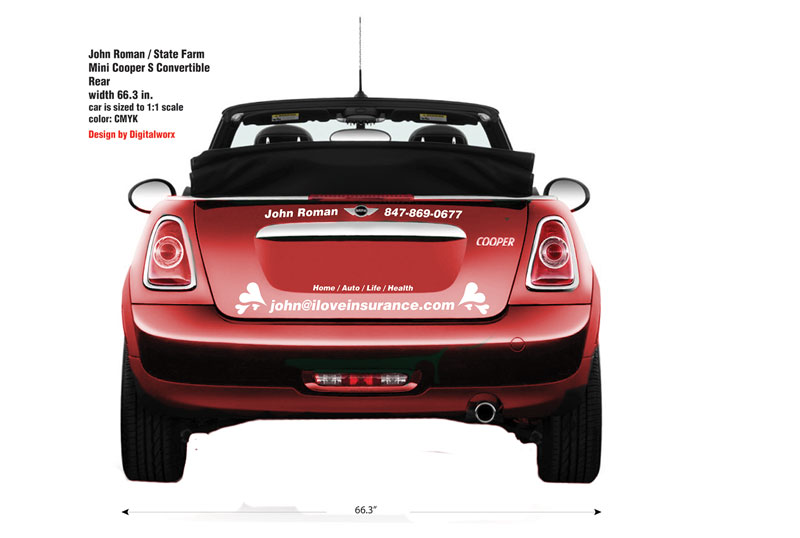 John Roman / State Farm
Mini Cooper S Convertible
Rear
width 66.3 in.
car is sized to 1:1 scale
color: CMYK
Design by Digitalworx
John Roman 847-869-0677
COOPER
Home / Auto / Life / Health
john@iloveinsurance.com
66.3"